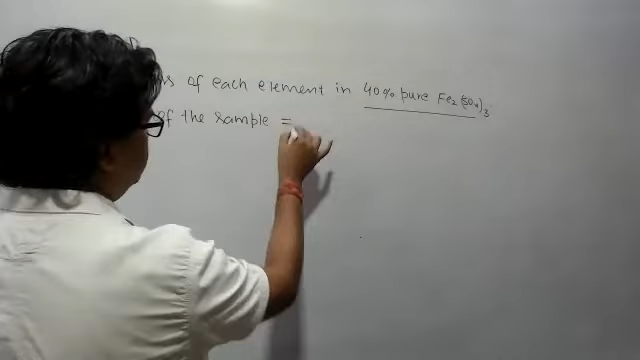 of each element in 40% pure Fe₂(SO₄)₃
of the sample =